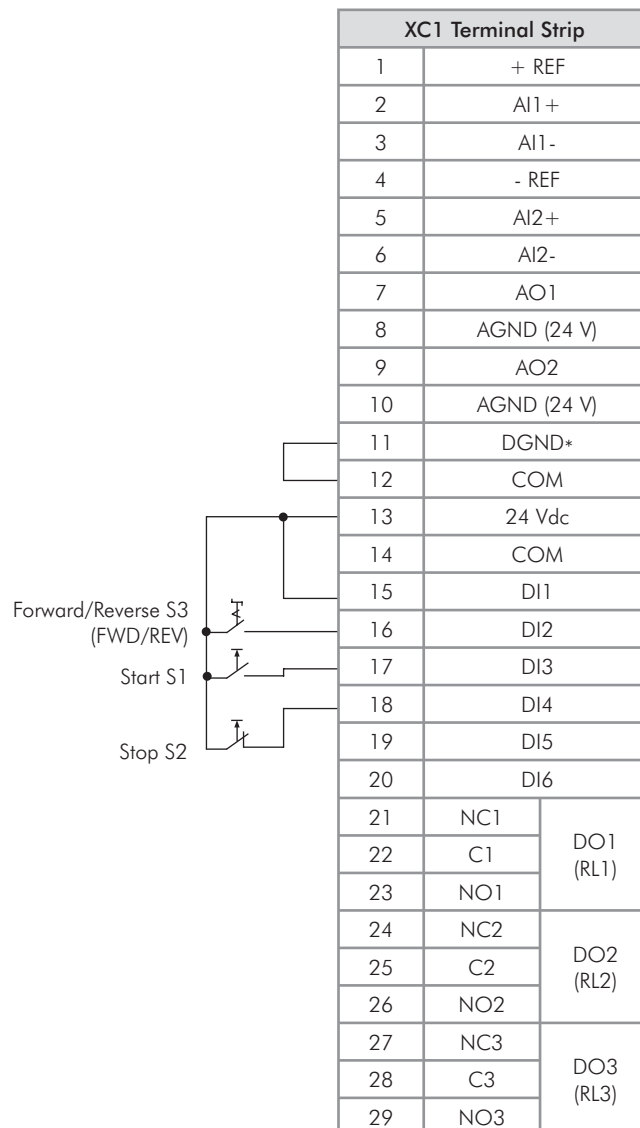 XC1 Terminal Strip
1 + REF
2 AI1+
3 AI1-
4 - REF
5 AI2+
6 AI2-
7 AO1
8 AGND (24 V)
9 AO2
10 AGND (24 V)
11 DGND*
12 COM
13 24 Vdc
14 COM
15 DI1
16 DI2
17 DI3
18 DI4
19 DI5
20 DI6
21 NC1
22 C1
23 NO1
DO1
(RL1)
24 NC2
25 C2
26 NO2
DO2
(RL2)
27 NC3
28 C3
29 NO3
DO3
(RL3)
Forward/Reverse S3
(FWD/REV)
Start S1
Stop S2